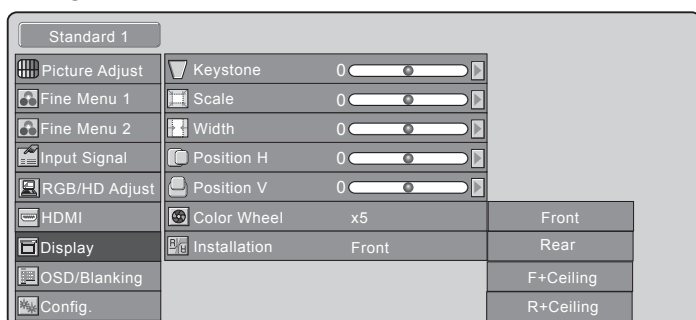 Standard 1
Picture Adjust
Fine Menu 1
Fine Menu 2
Input Signal
RGB/HD Adjust
HDMI
Display
OSD/Blanking
Config.
Keystone 0
Scale 0
Width 0
Position H 0
Position V 0
Color Wheel x5
Installation Front
Front
Rear
F+Ceiling
R+Ceiling